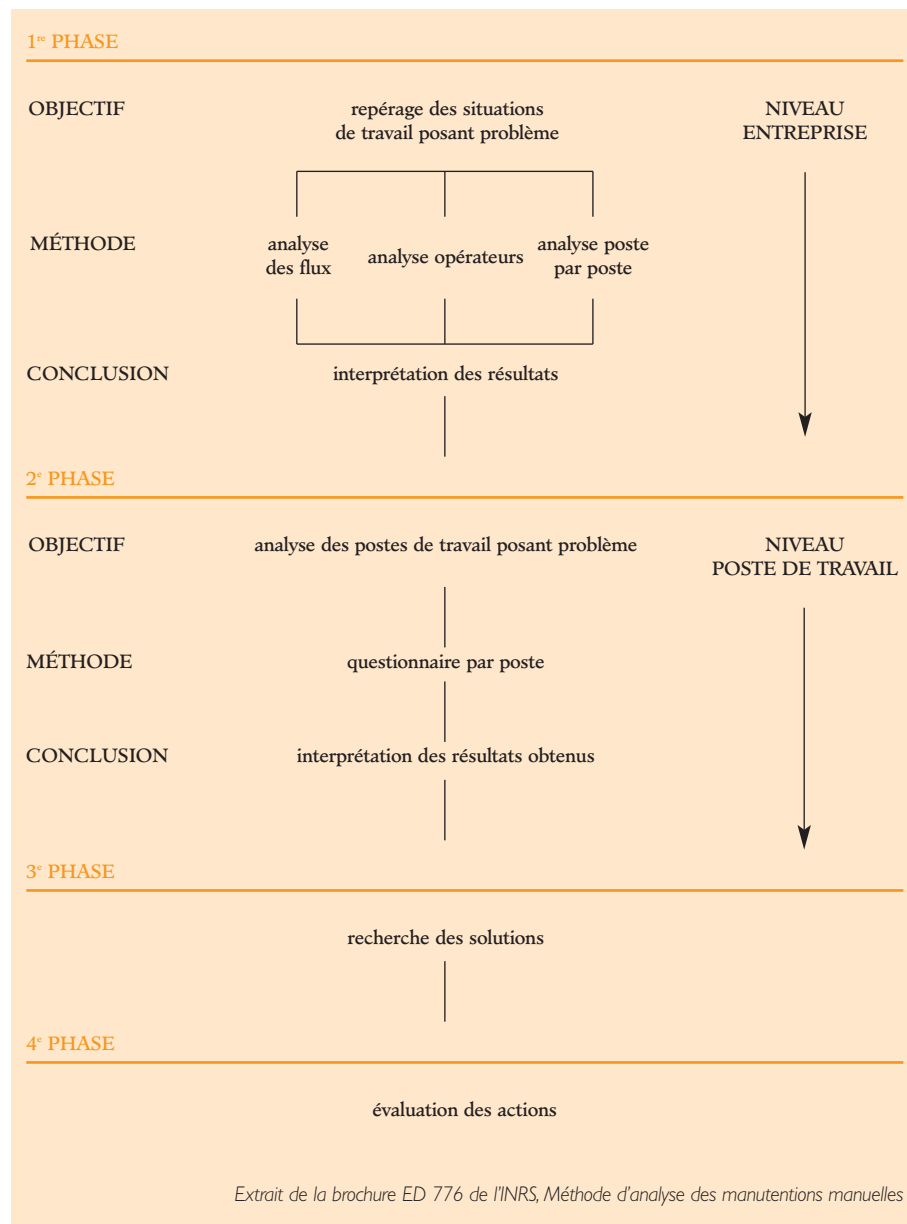 1re PHASE
OBJECTIF
repérage des situations
de travail posant problème
NIVEAU
ENTREPRISE
MÉTHODE
analyse
des flux
analyse opérateurs
analyse poste
par poste
CONCLUSION
interprétation des résultats
2e PHASE
OBJECTIF
analyse des postes de travail posant problème
NIVEAU
POSTE DE TRAVAIL
MÉTHODE
questionnaire par poste
CONCLUSION
interprétation des résultats obtenus
3e PHASE
recherche des solutions
4e PHASE
évaluation des actions
Extrait de la brochure ED 776 de l'INRS, Méthode d'analyse des manutentions manuelles